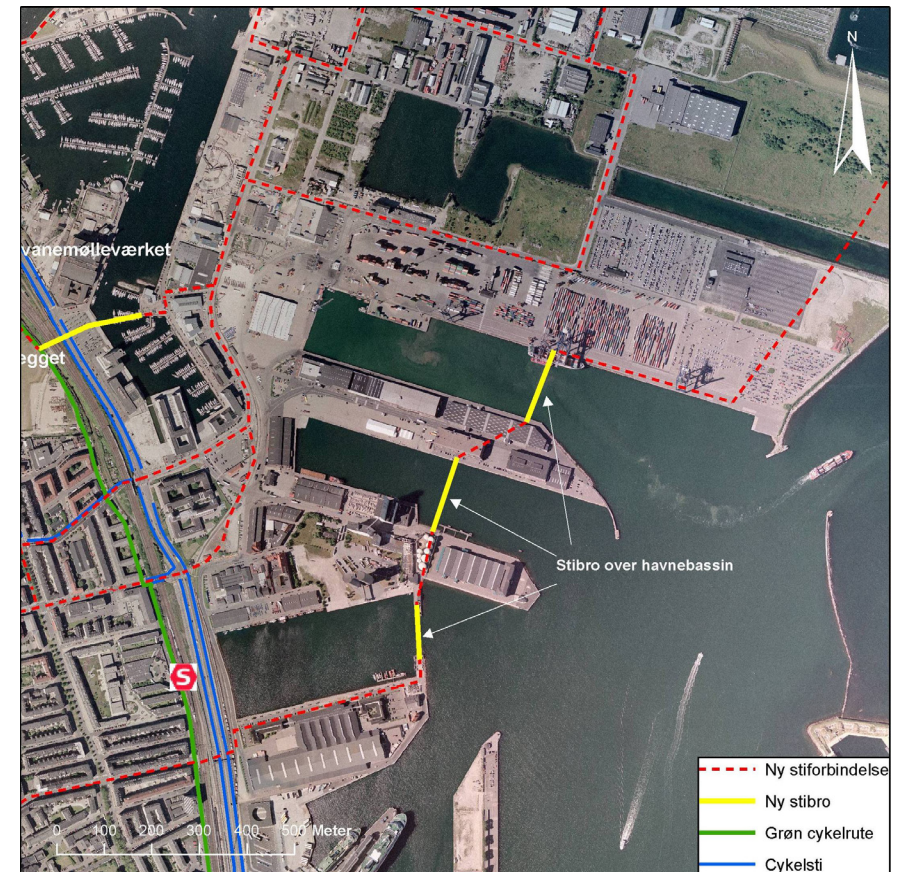 N
vanemølleværket
egget
Stibro over havnebassin
S
0 100 200 300 400 500 Meter
Ny stiforbindelse
Ny stibro
Grøn cykelrute
Cykelsti